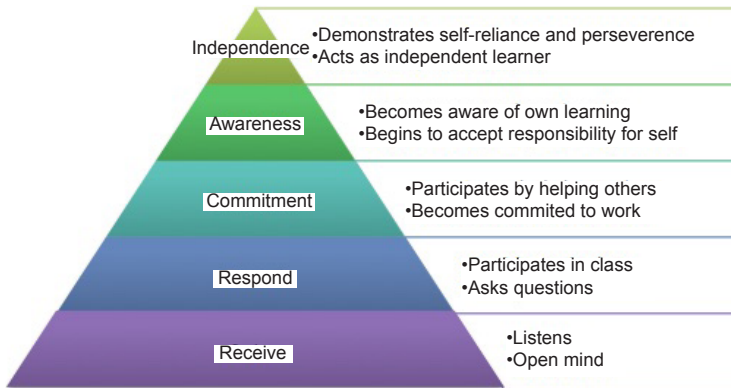 Independence
•Demonstrates self-reliance and perseverence
•Acts as independent learner
Awareness
•Becomes aware of own learning
•Begins to accept responsibility for self
Commitment
•Participates by helping others
•Becomes commited to work
Respond
•Participates in class
•Asks questions
Receive
•Listens
•Open mind